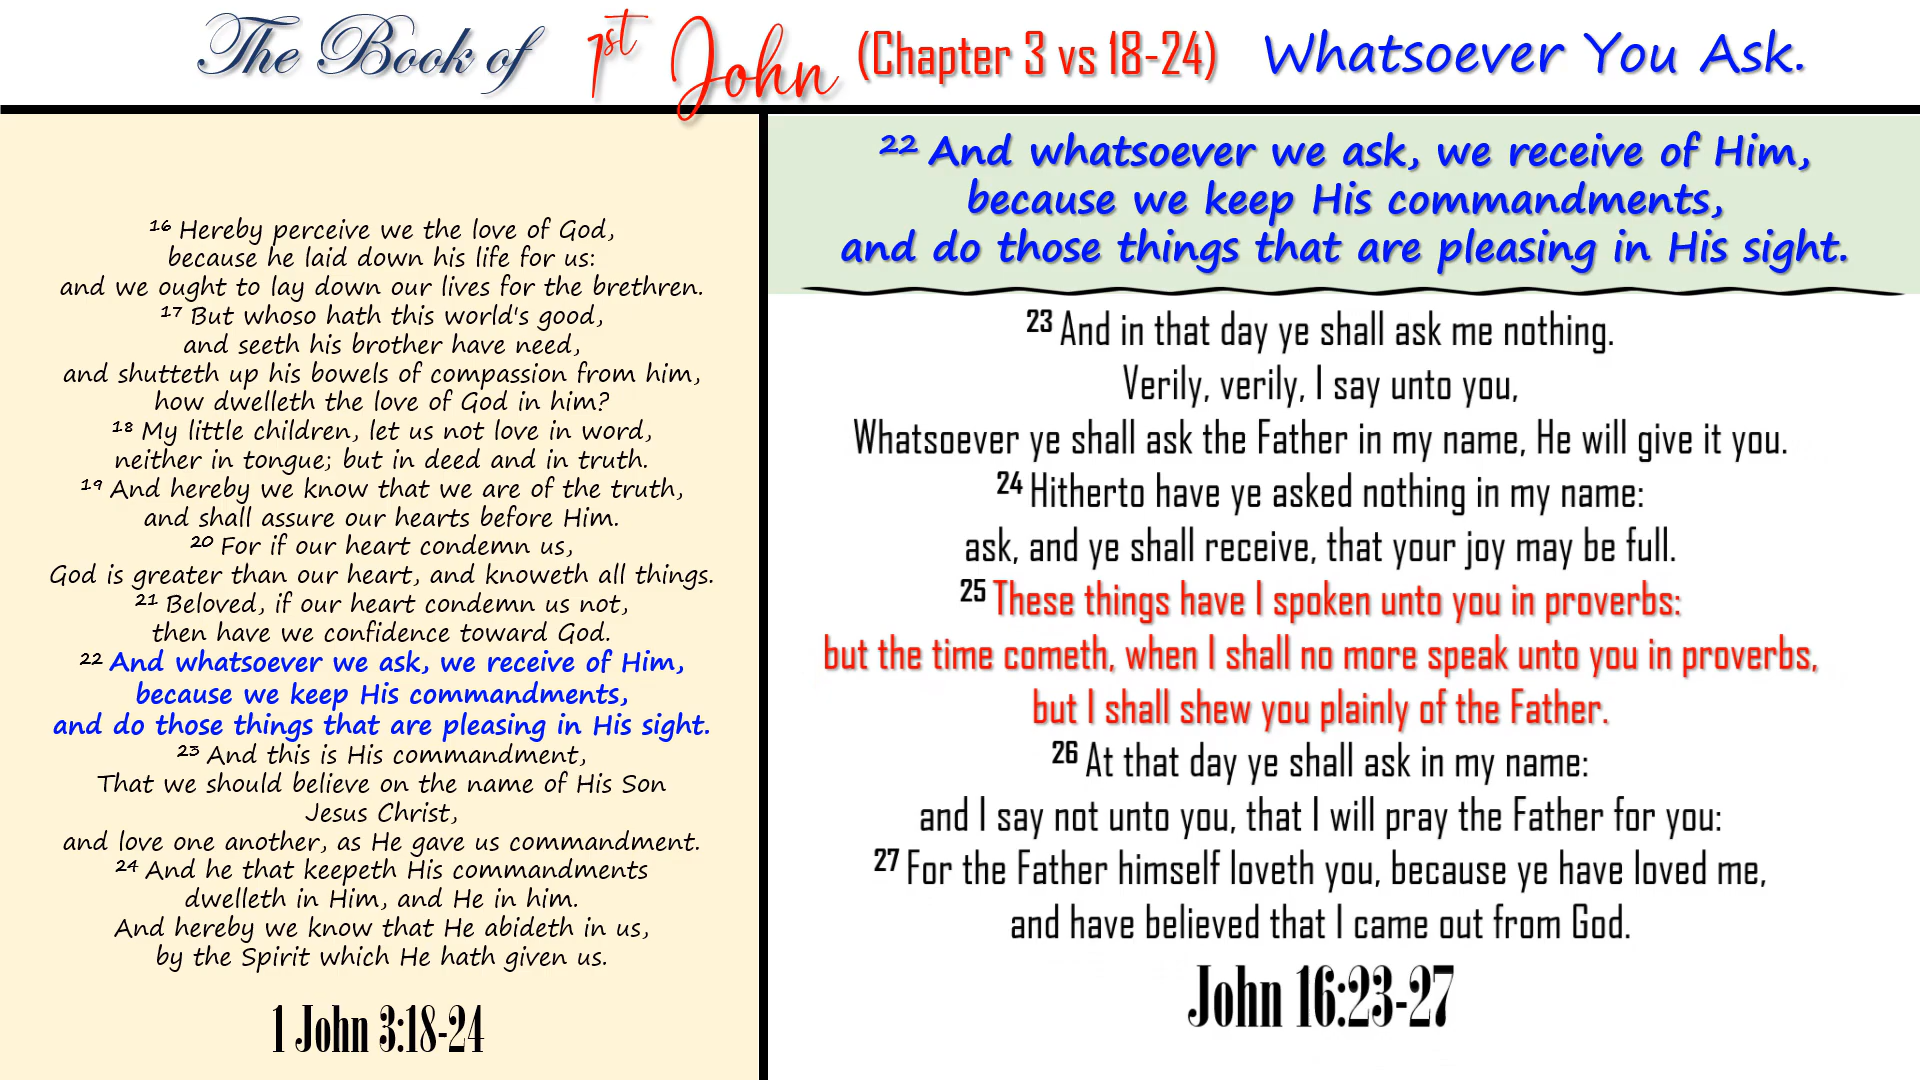 The Book of 1st John (Chapter 3 vs 18-24) Whatsoever You Ask.
16 Hereby perceive we the love of God,
because he laid down his life for us:
and we ought to lay down our lives for the brethren.
17 But whoso hath this world's good,
and seeth his brother have need,
and shutteth up his bowels of compassion from him,
how dwelleth the love of God in him?
18 My little children, let us not love in word,
neither in tongue; but in deed and in truth.
19 And hereby we know that we are of the truth,
and shall assure our hearts before Him.
20 For if our heart condemn us,
God is greater than our heart, and knoweth all things.
21 Beloved, if our heart condemn us not,
then have we confidence toward God.
22 And whatsoever we ask, we receive of Him,
because we keep His commandments,
and do those things that are pleasing in His sight.
23 And this is His commandment,
That we should believe on the name of His Son
Jesus Christ,
and love one another, as He gave us commandment.
24 And he that keepeth His commandments
dwelleth in Him, and He in him.
And hereby we know that He abideth in us,
by the Spirit which He hath given us.
1 John 3:18-24
22 And whatsoever we ask, we receive of Him,
because we keep His commandments,
and do those things that are pleasing in His sight.
23 And in that day ye shall ask me nothing.
Verily, verily, I say unto you,
Whatsoever ye shall ask the Father in my name, He will give it you.
24 Hitherto have ye asked nothing in my name:
ask, and ye shall receive, that your joy may be full.
25 These things have I spoken unto you in proverbs:
but the time cometh, when I shall no more speak unto you in proverbs,
but I shall shew you plainly of the Father.
26 At that day ye shall ask in my name:
and I say not unto you, that I will pray the Father for you:
27 For the Father himself loveth you, because ye have loved me,
and have believed that I came out from God.
John 16:23-27